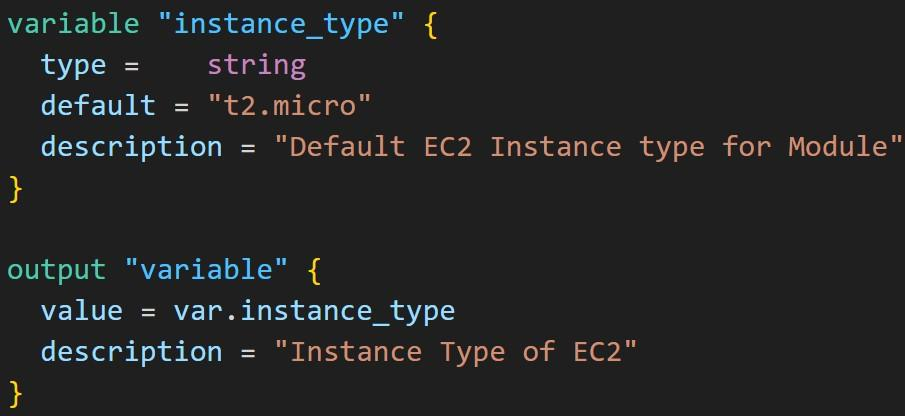 variable "instance_type" {
  type =    string
  default = "t2.micro"
  description = "Default EC2 Instance type for Module"
}

output "variable" {
  value = var.instance_type
  description = "Instance Type of EC2"
}